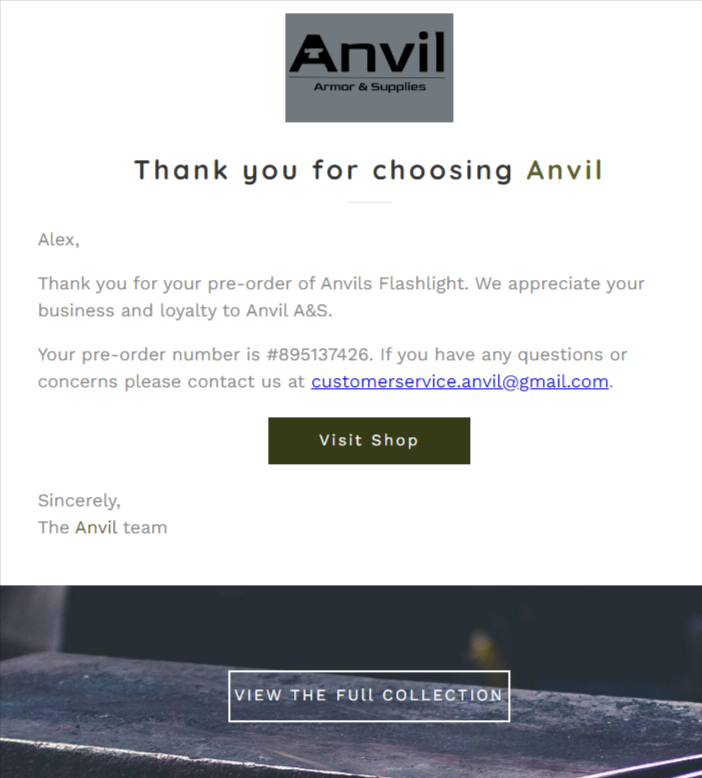 Anvil
Armor & Supplies
Thank you for choosing Anvil
Alex,
Thank you for your pre-order of Anvils Flashlight. We appreciate your
business and loyalty to Anvil A&S.
Your pre-order number is #895137426. If you have any questions or
concerns please contact us at customerservice.anvil@gmail.com.
Visit Shop
Sincerely,
The Anvil team
VIEW THE FUll COLLECTION